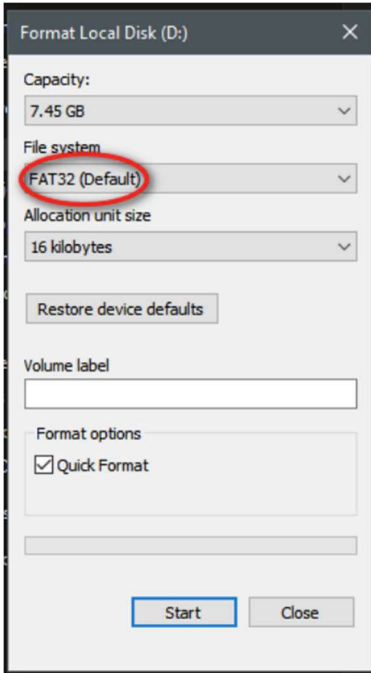 Format Local Disk (D:)
Capacity:
7.45 GB
File system
FAT32 (Default)
Allocation unit size
16 kilobytes
Restore device defaults
Volume label
Format options
Quick Format
Start Close